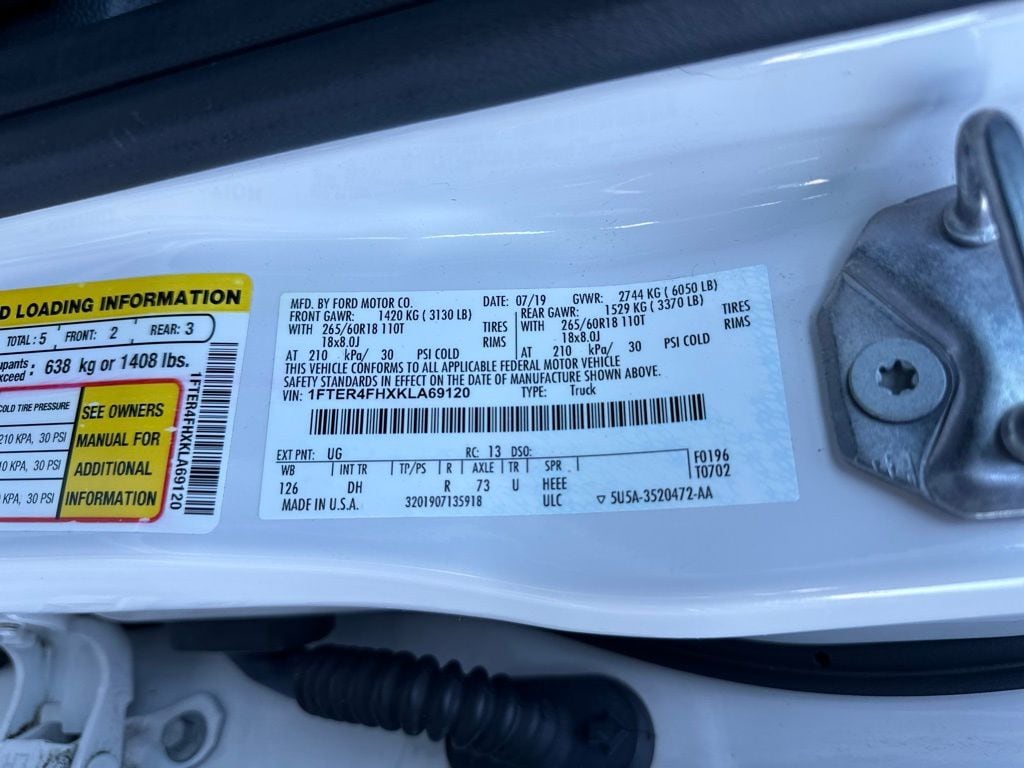 D LOADING INFORMATION
TOTAL: 5 FRONT: 2 REAR: 3
upants:
xceed: 638 kg or 1408 lbs.
COLD TIRE PRESSURE
210 KPA, 30 PSI
10 KPA, 30 PSI
KPA, 30 PSI
SEE OWNERS
MANUAL FOR
ADDITIONAL
INFORMATION
1FTER4FHXKLA69120
MFD. BY FORD MOTOR CO. DATE: 07/19 GVWR: 2744 KG ( 6050 LB)
FRONT GAWR: 1420 KG ( 3130 LB) REAR GAWR: 1529 KG ( 3370 LB)
WITH 265/60R18 110T TIRES WITH 265/60R18 110T TIRES
18x8.0J RIMS 18x8.0J RIMS
AT 210 kPa/ 30 PSI COLD AT 210 kPa/ 30 PSI COLD
THIS VEHICLE CONFORMS TO ALL APPLICABLE FEDERAL MOTOR VEHICLE
SAFETY STANDARDS IN EFFECT ON THE DATE OF MANUFACTURE SHOWN ABOVE.
VIN: 1FTER4FHXKLA69120 TYPE: Truck
EXT PNT: UG RC: 13 DSO: F0196
WB INT TR TP/PS R AXLE TR SPR T0702
126 DH R 73 U HEEE
MADE IN U.S.A. 3201907135918 ULC ▽ 5U5A-3520472-AA